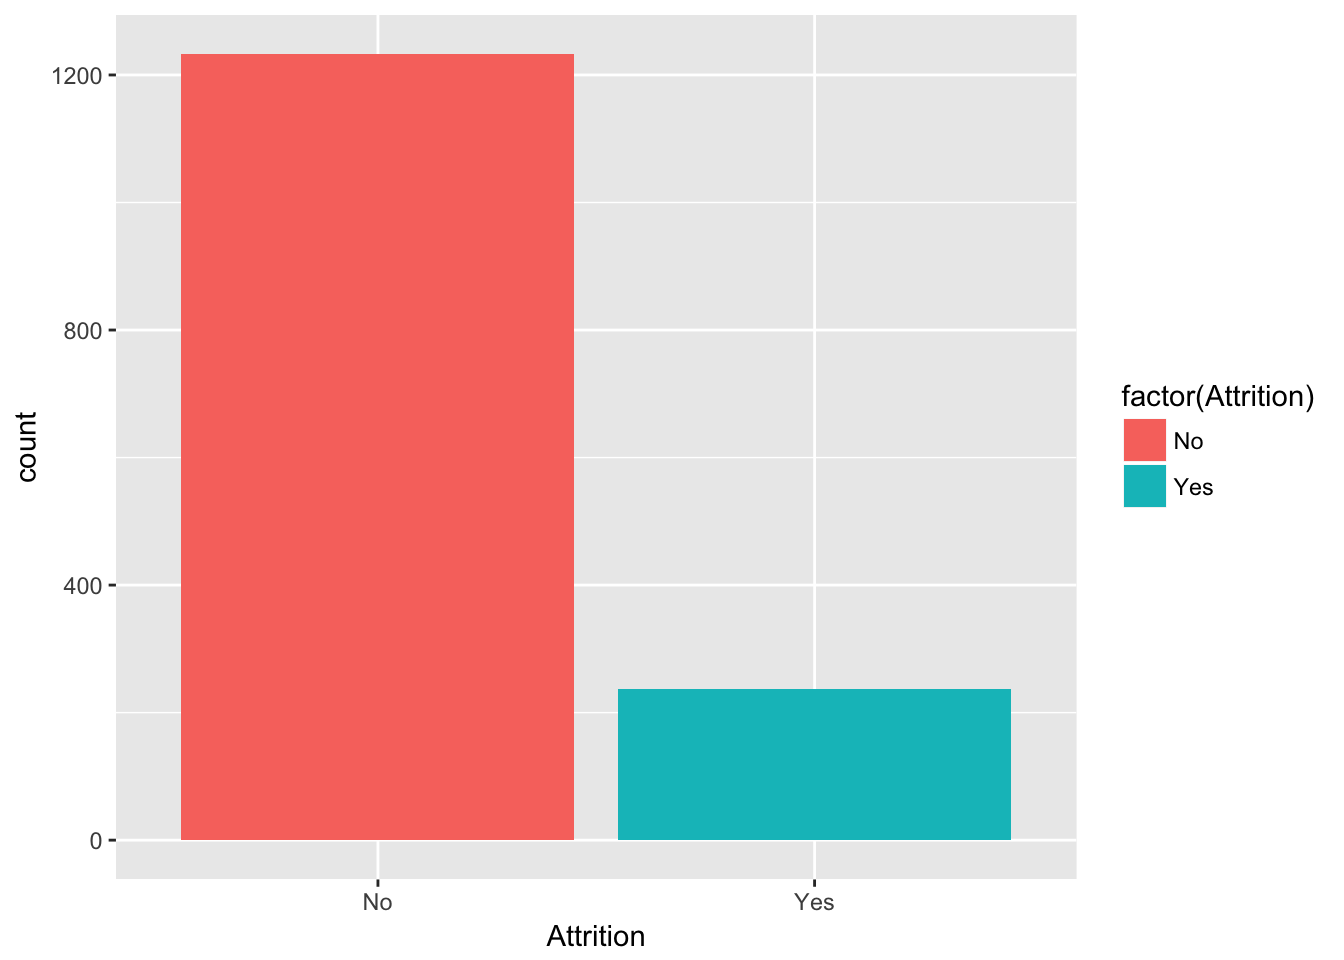 1200
800
400
0
count
No
Yes
Attrition
factor(Attrition)
No
Yes